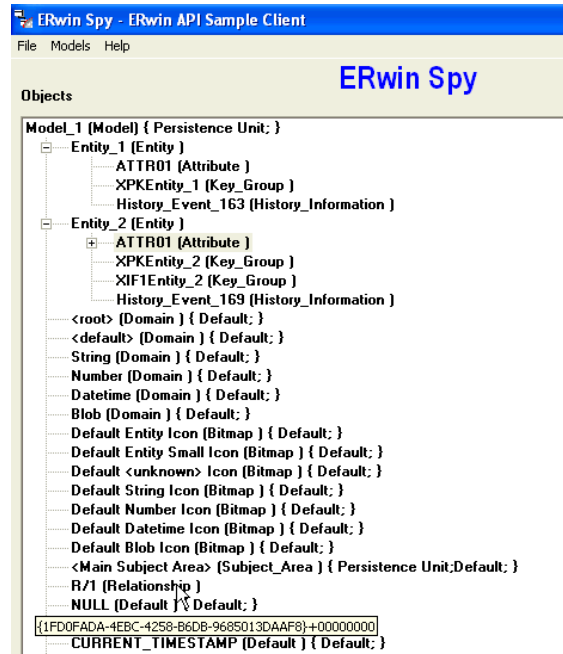 ERwin Spy - ERwin API Sample Client
File Models Help
ERwin Spy
Objects
Model_1 (Model) { Persistence Unit; }
Entity_1 (Entity )
ATTR01 (Attribute )
XPKEntity_1 (Key_Group )
History_Event_163 (History_Information )
Entity_2 (Entity )
ATTR01 (Attribute )
XPKEntity_2 (Key_Group )
XIF1Entity_2 (Key_Group )
History_Event_169 (History_Information )
<root> (Domain ) { Default; }
<default> (Domain ) { Default; }
String (Domain ) { Default; }
Number (Domain ) { Default; }
Datetime (Domain ) { Default; }
Blob (Domain ) { Default; }
Default Entity Icon (Bitmap ) { Default; }
Default Entity Small Icon (Bitmap ) { Default; }
Default <unknown> Icon (Bitmap ) { Default; }
Default String Icon (Bitmap ) { Default; }
Default Number Icon (Bitmap ) { Default; }
Default Datetime Icon (Bitmap ) { Default; }
Default Blob Icon (Bitmap ) { Default; }
<Main Subject Area> (Subject_Area ) { Persistence Unit;Default; }
R/1 (Relationship )
NULL (Default ) { Default; }
{1FD0FADA-4EBC-4258-B6DB-9685013DAAF8}+00000000
CURRENT_TIMESTAMP (Default ) { Default; }